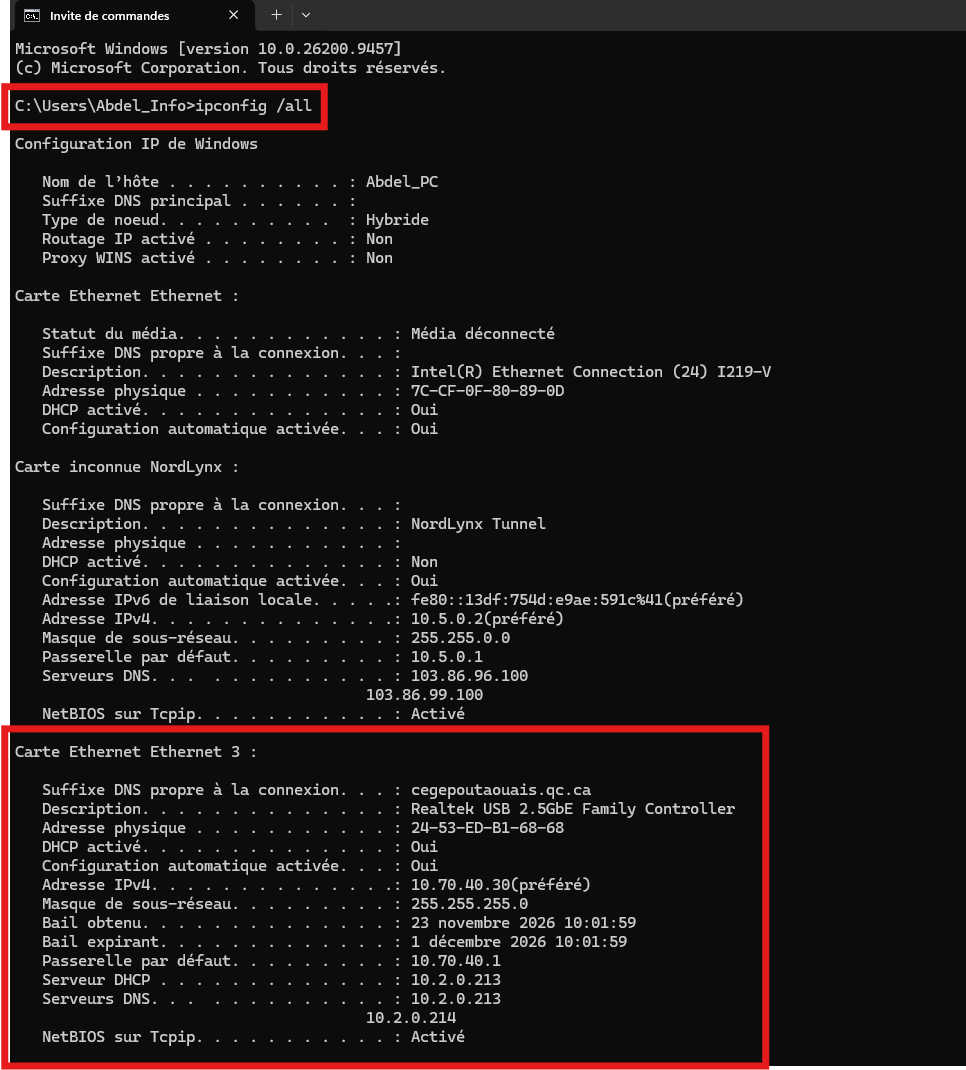 Invite de commandes
Microsoft Windows [version 10.0.26200.9457]
(c) Microsoft Corporation. Tous droits réservés.
C:\Users\Abdel_Info>ipconfig /all
Configuration IP de Windows
Nom de l’hôte . . . . . . . . . . : Abdel_PC
Suffixe DNS principal . . . . . . :
Type de noeud. . . . . . . . . .  : Hybride
Routage IP activé . . . . . . . . : Non
Proxy WINS activé . . . . . . . . : Non
Carte Ethernet Ethernet :
Statut du média. . . . . . . . . . . . : Média déconnecté
Suffixe DNS propre à la connexion. . . :
Description. . . . . . . . . . . . . . : Intel(R) Ethernet Connection (24) I219-V
Adresse physique . . . . . . . . . . . : 7C-CF-0F-80-89-0D
DHCP activé. . . . . . . . . . . . . . : Oui
Configuration automatique activée. . . : Oui
Carte inconnue NordLynx :
Suffixe DNS propre à la connexion. . . :
Description. . . . . . . . . . . . . . : NordLynx Tunnel
Adresse physique . . . . . . . . . . . :
DHCP activé. . . . . . . . . . . . . . : Non
Configuration automatique activée. . . : Oui
Adresse IPv6 de liaison locale. . . . .: fe80::13df:754d:e9ae:591c%41(préféré)
Adresse IPv4. . . . . . . . . . . . . .: 10.5.0.2(préféré)
Masque de sous-réseau. . . . . . . . . : 255.255.0.0
Passerelle par défaut. . . . . . . . . : 10.5.0.1
Serveurs DNS. . .  . . . . . . . . . . : 103.86.96.100
103.86.99.100
NetBIOS sur Tcpip. . . . . . . . . . . : Activé
Carte Ethernet Ethernet 3 :
Suffixe DNS propre à la connexion. . . : cegepoutaouais.qc.ca
Description. . . . . . . . . . . . . . : Realtek USB 2.5GbE Family Controller
Adresse physique . . . . . . . . . . . : 24-53-ED-B1-68-68
DHCP activé. . . . . . . . . . . . . . : Oui
Configuration automatique activée. . . : Oui
Adresse IPv4. . . . . . . . . . . . . .: 10.70.40.30(préféré)
Masque de sous-réseau. . . . . . . . . : 255.255.255.0
Bail obtenu. . . . . . . . . . . . . . : 23 novembre 2026 10:01:59
Bail expirant. . . . . . . . . . . . . : 1 décembre 2026 10:01:59
Passerelle par défaut. . . . . . . . . : 10.70.40.1
Serveur DHCP . . . . . . . . . . . . . : 10.2.0.213
Serveurs DNS. . .  . . . . . . . . . . : 10.2.0.213
10.2.0.214
NetBIOS sur Tcpip. . . . . . . . . . . : Activé